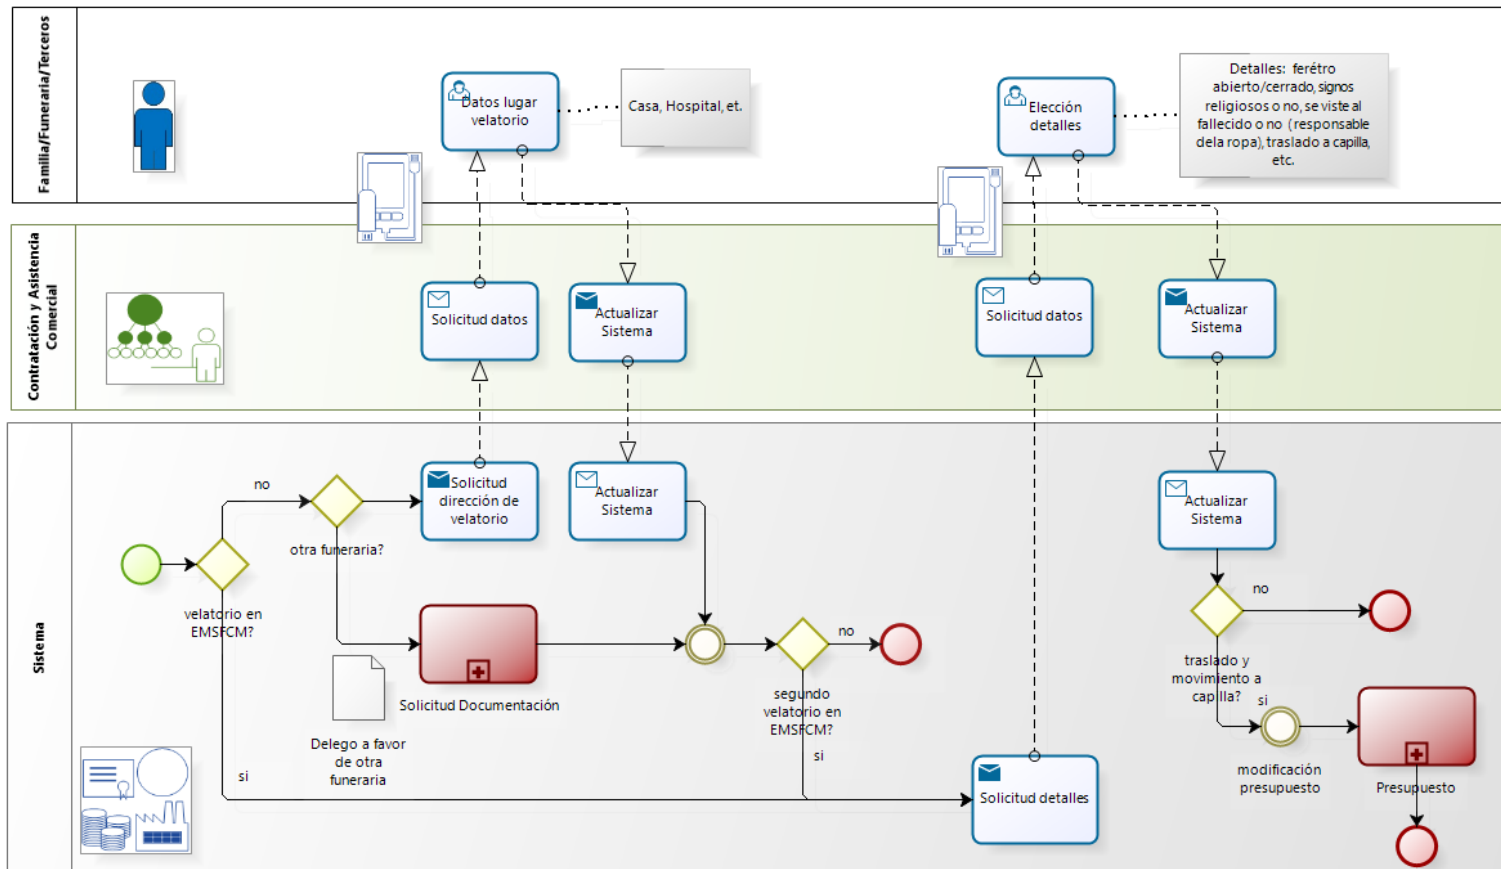 Familia/Funeraria/Terceros
Datos lugar
velatorio
Casa, Hospital, et.
Elección
detalles
Detalles: ferétro
abierto/cerrado, signos
religiosos o no, se viste al
fallecido o no (responsable
dela ropa), traslado a capilla,
etc.
Contratación y Asistencia
Comercial
Solicitud datos
Actualizar
Sistema
Solicitud datos
Actualizar
Sistema
Sistema
no
otra funeraria?
velatorio en
EMSFCM?
Solicitud
dirección de
velatorio
Actualizar
Sistema
Solicitud Documentación
Delego a favor
de otra
funeraria
si
no
segundo
velatorio en
EMSFCM?
si
Solicitud detalles
Actualizar
Sistema
no
traslado y
movimiento a
capilla?
si
modificación
presupuesto
Presupuesto